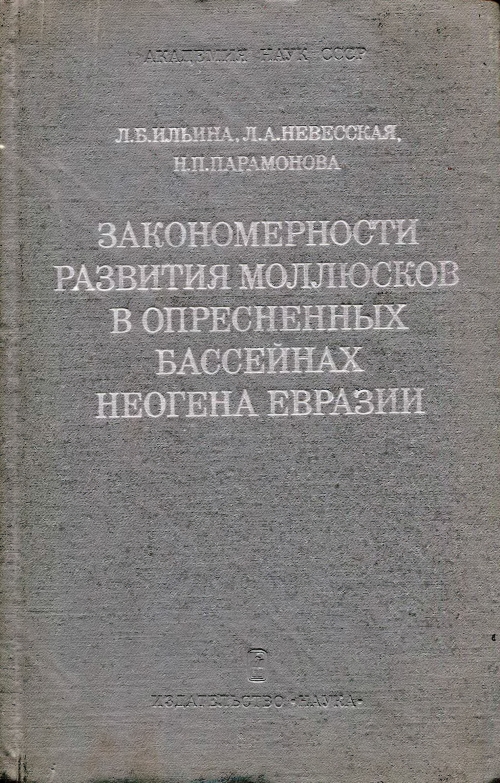 АКАДЕМИЯ НАУК СССР
Л.Б.ИЛЬИНА, Л.А.НЕВЕССКАЯ,
Н.П.ПАРАМОНОВА
ЗАКОНОМЕРНОСТИ
РАЗВИТИЯ МОЛЛЮСКОВ
В ОПРЕСНЕННЫХ
БАССЕЙНАХ
НЕОГЕНА ЕВРАЗИИ
ИЗДАТЕЛЬСТВО «НАУКА»